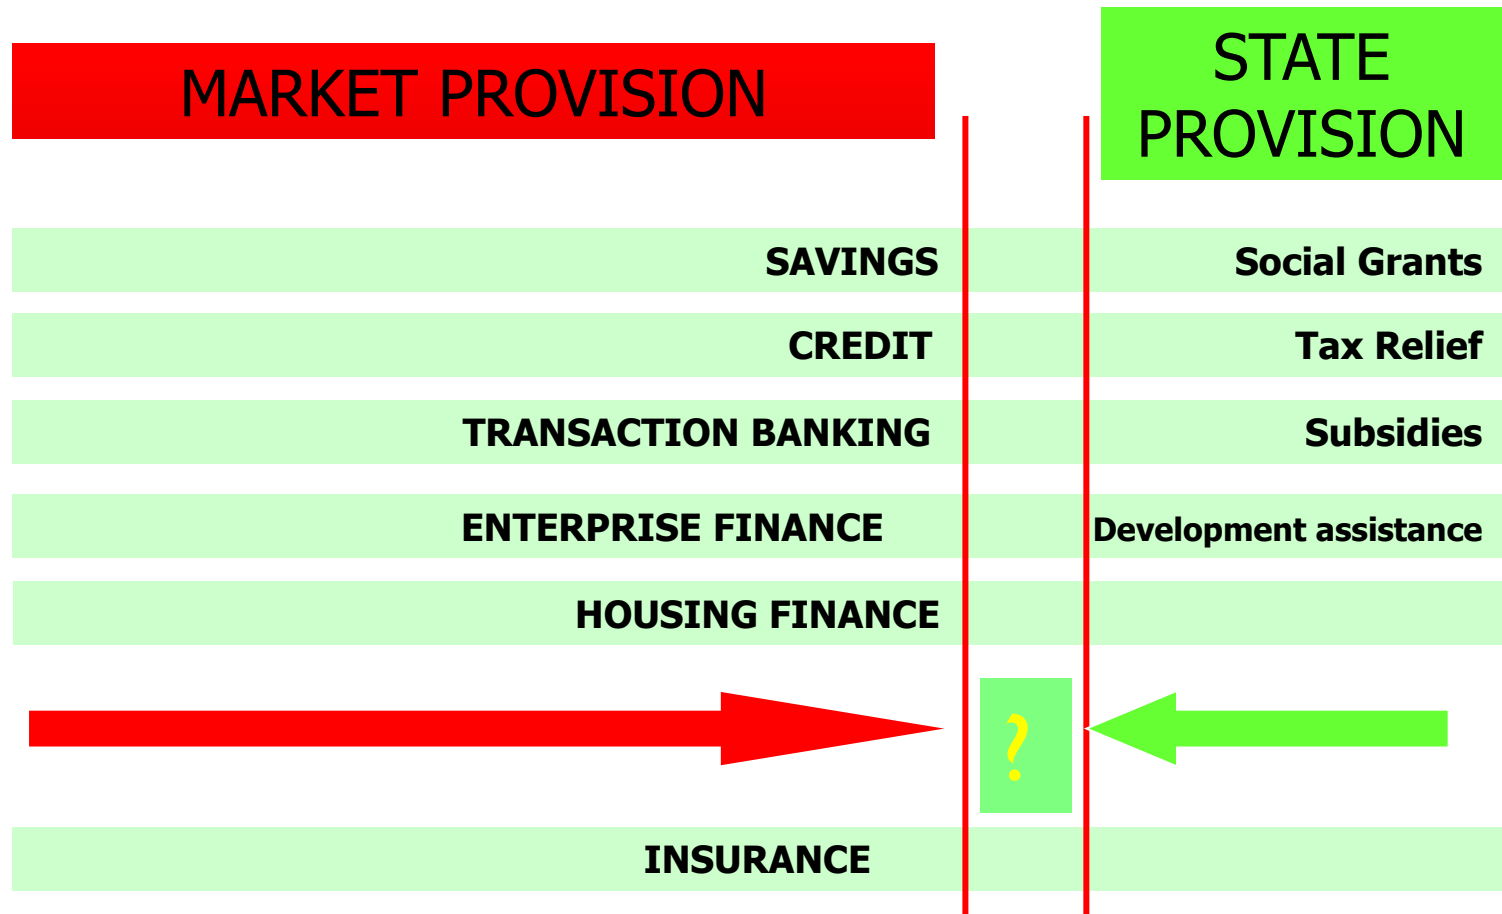 MARKET PROVISION
STATE
PROVISION
SAVINGS
Social Grants
CREDIT
Tax Relief
TRANSACTION BANKING
Subsidies
ENTERPRISE FINANCE
Development assistance
HOUSING FINANCE
?
INSURANCE